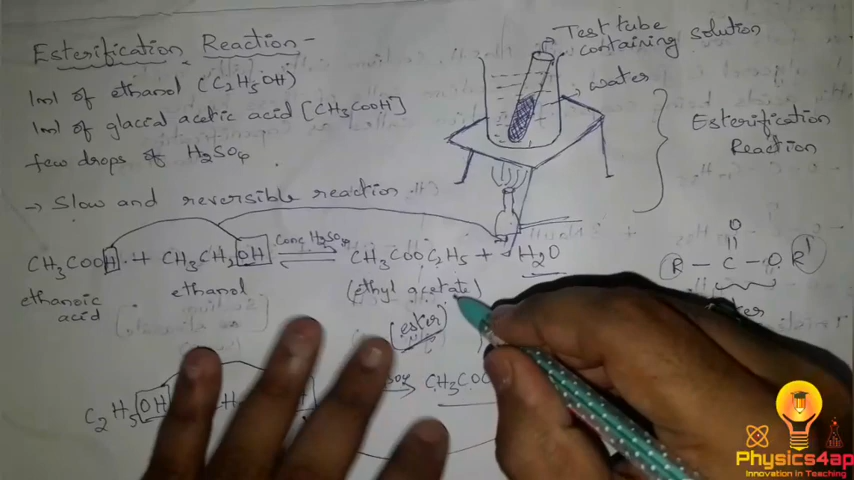 Esterification Reaction -
1ml of ethanol (C2H5OH)
1ml of glacial acetic acid [CH3COOH]
few drops of H2SO4
→ Slow and reversible reaction
Test tube
containing solution
water
Esterification
Reaction
CH3COOH + CH3CH2OH Conc H2SO4 ⇌ CH3COOC2H5 + H2O
ethanoic
acid
ethanol
(ethyl acetate)
[ester]
O
R - C - O R'
C2H5OH
CH3COO
Physics4ap
Innovation in Teaching